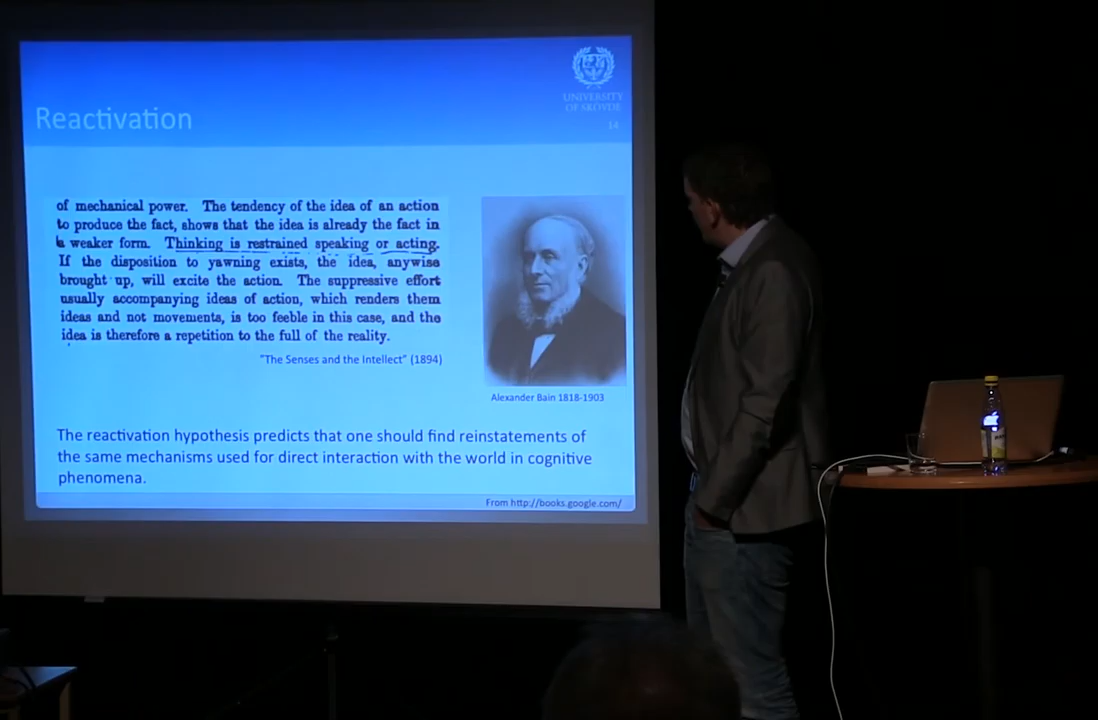 UNIVERSITY
OF SKÖVDE
14
Reactivation
of mechanical power. The tendency of the idea of an action
to produce the fact, shows that the idea is already the fact in
a weaker form. Thinking is restrained speaking or acting.
If the disposition to yawning exists, the idea, anywise
brought up, will excite the action. The suppressive effort
usually accompanying ideas of action, which renders them
ideas and not movements, is too feeble in this case, and the
idea is therefore a repetition to the full of the reality.
"The Senses and the Intellect" (1894)
Alexander Bain 1818-1903
The reactivation hypothesis predicts that one should find reinstatements of
the same mechanisms used for direct interaction with the world in cognitive
phenomena.
From http://books.google.com/